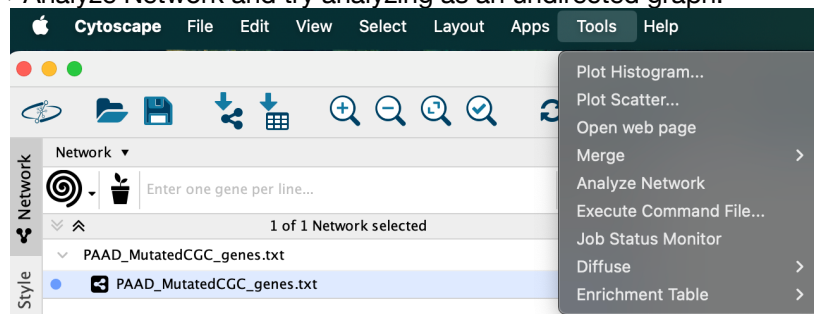 Analyze Network and try analyzing as an undirected graph.
Cytoscape File Edit View Select Layout Apps Tools Help
Plot Histogram...
Plot Scatter...
Open web page
Merge
Analyze Network
Execute Command File...
Job Status Monitor
Diffuse
Enrichment Table
Network
Style
Network
Enter one gene per line...
1 of 1 Network selected
PAAD_MutatedCGC_genes.txt
PAAD_MutatedCGC_genes.txt